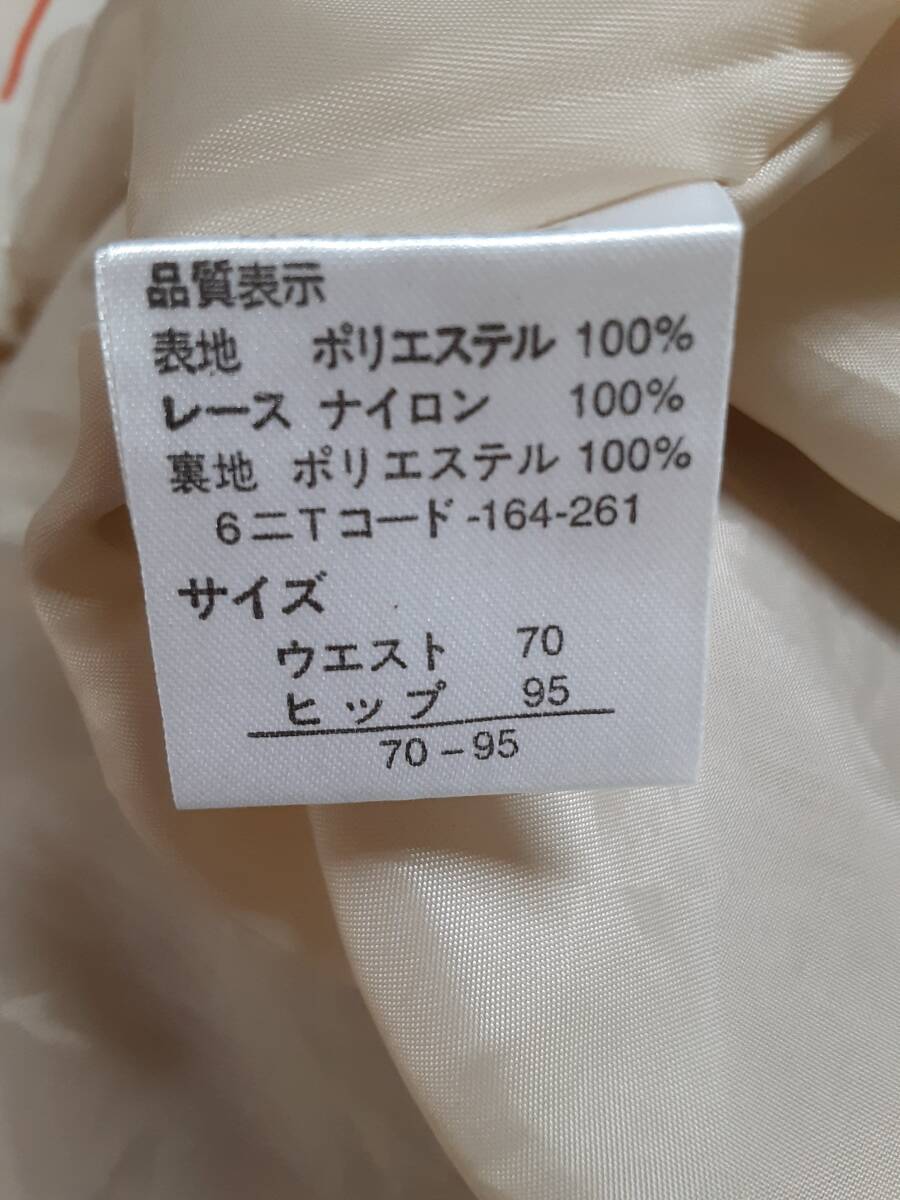 品質表示
表地 ポリエステル 100%
レース ナイロン 100%
裏地 ポリエステル 100%
6ニTコード-164-261
サイズ
ウエスト 70
ヒップ 95
70-95